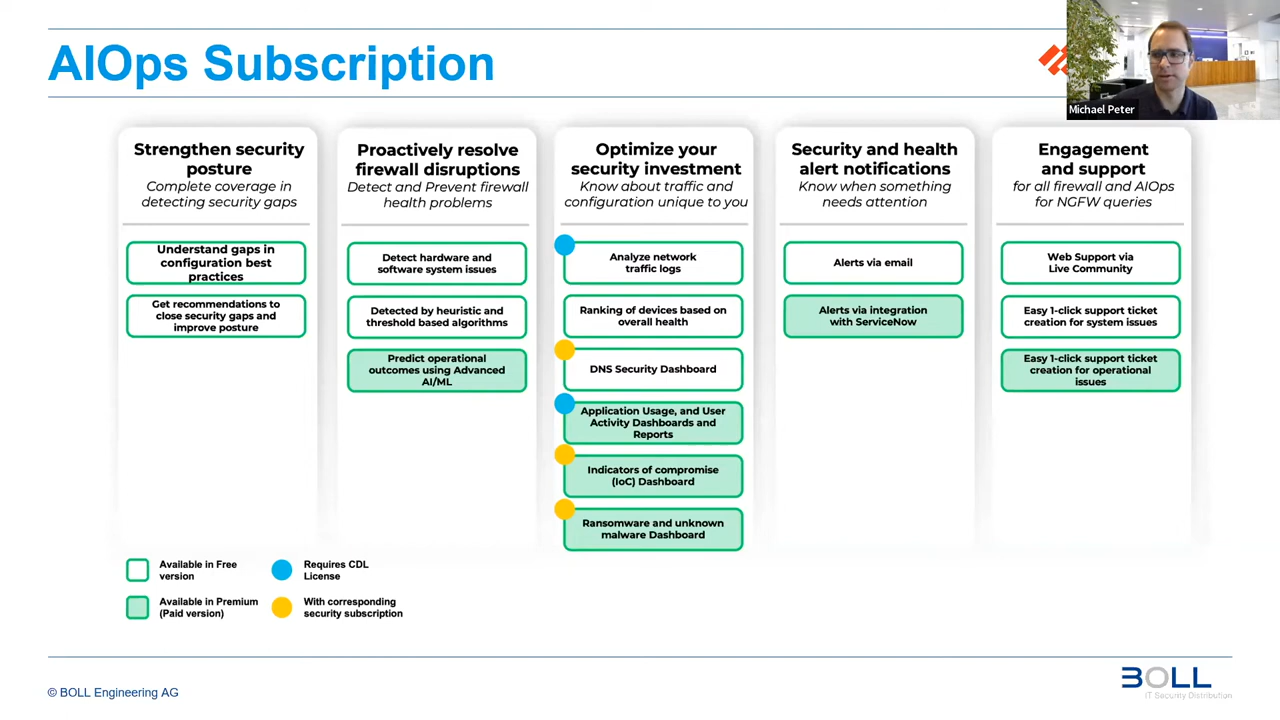 AIOps Subscription
Michael Peter
Strengthen security
posture
Complete coverage in
detecting security gaps
Understand gaps in
configuration best
practices
Get recommendations to
close security gaps and
improve posture
Proactively resolve
firewall disruptions
Detect and Prevent firewall
health problems
Detect hardware and
software system issues
Detected by heuristic and
threshold based algorithms
Predict operational
outcomes using Advanced
AI/ML
Optimize your
security investment
Know about traffic and
configuration unique to you
Analyze network
traffic logs
Ranking of devices based on
overall health
DNS Security Dashboard
Application Usage, and User
Activity Dashboards and
Reports
Indicators of compromise
(IoC) Dashboard
Ransomware and unknown
malware Dashboard
Security and health
alert notifications
Know when something
needs attention
Alerts via email
Alerts via integration
with ServiceNow
Engagement
and support
for all firewall and AIOps
for NGFW queries
Web Support via
Live Community
Easy 1-click support ticket
creation for system issues
Easy 1-click support ticket
creation for operational
issues
Available in Free
version
Requires CDL
License
Available in Premium
(Paid version)
With corresponding
security subscription
© BOLL Engineering AG
BOLL
IT Security Distribution